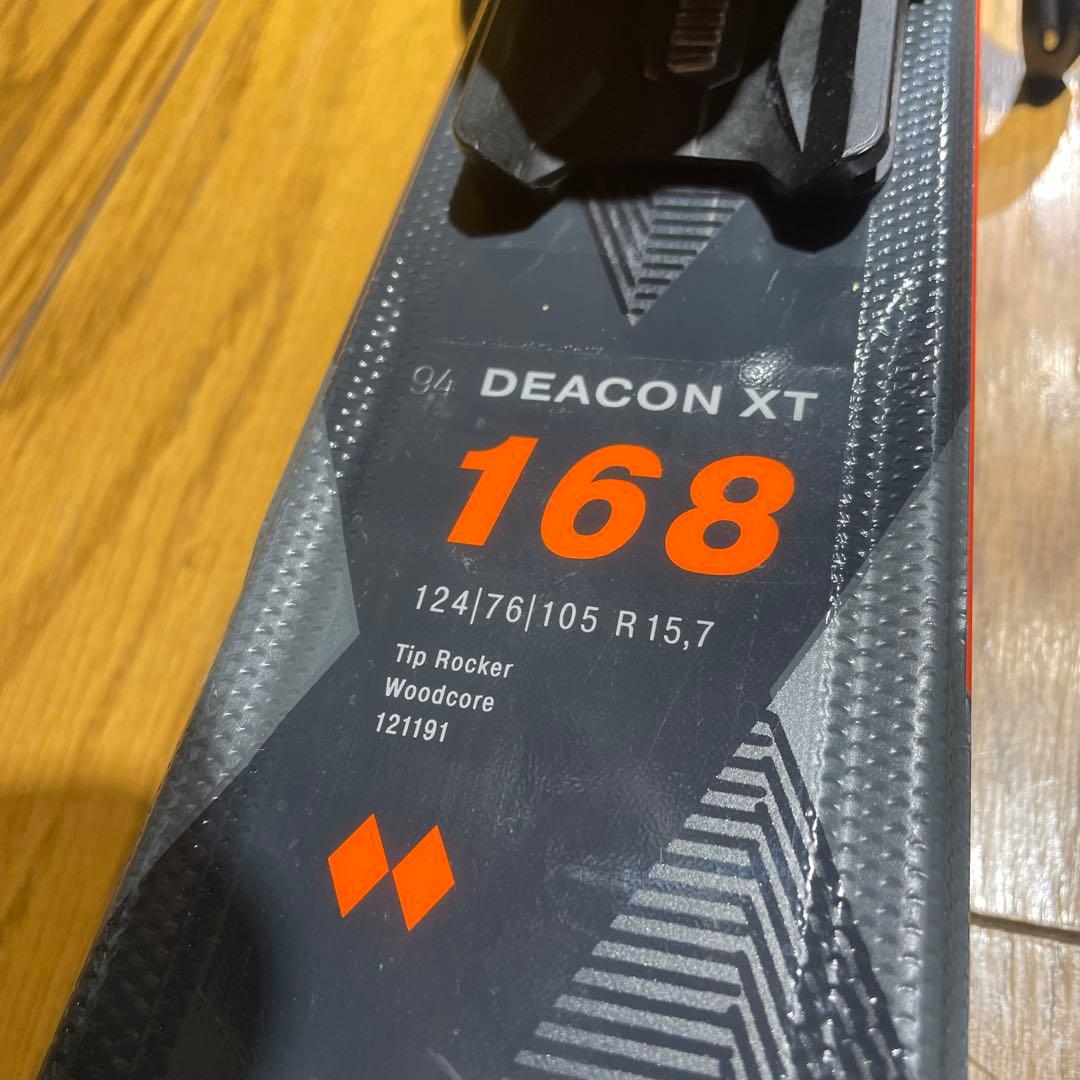 94 DEACON XT
168
124|76|105 R 15,7
Tip Rocker
Woodcore
121191